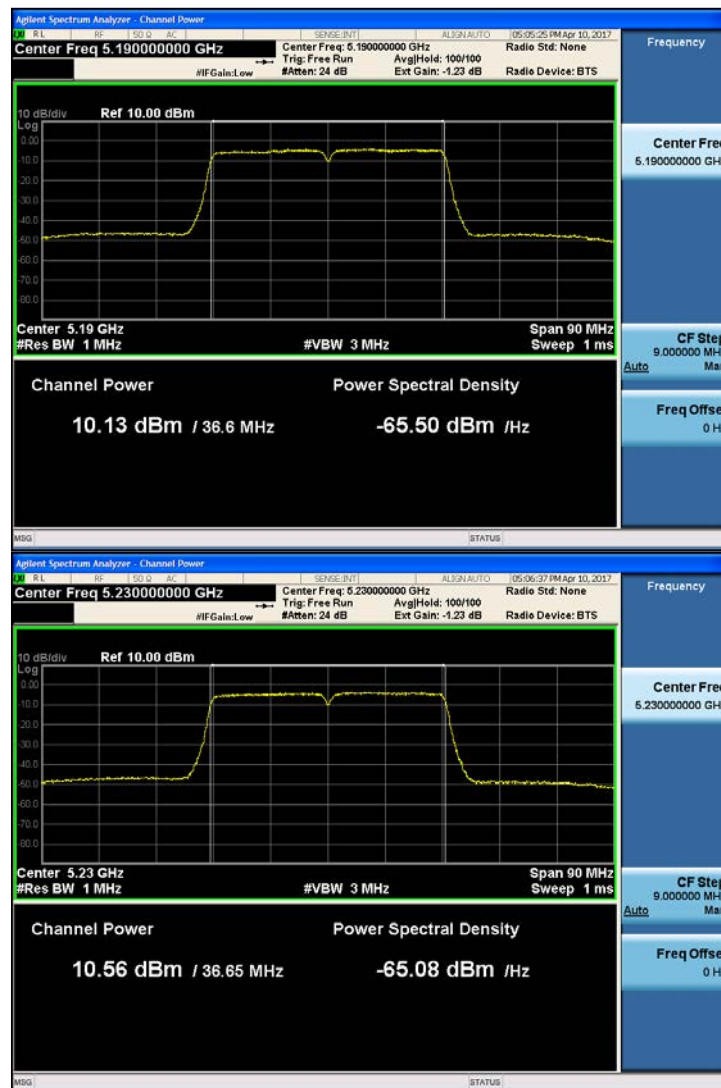 Agilent Spectrum Analyzer - Channel Power
RL RF 50 Ω AC SENSE:INT ALIGN AUTO 05:05:25 PM Apr 10, 2017
Center Freq 5.190000000 GHz
Center Freq: 5.190000000 GHz Radio Std: None
Trig: Free Run Avg|Hold: 100/100
#IFGain:Low #Atten: 24 dB Ext Gain: -1.23 dB Radio Device: BTS
Frequency
10 dB/div Ref 10.00 dBm
Log
0.00
-10.0
-20.0
-30.0
-40.0
-50.0
-60.0
-70.0
-80.0
Center Freq
5.190000000 GH
Center 5.19 GHz Span 90 MHz
#Res BW 1 MHz #VBW 3 MHz Sweep 1 ms
CF Step
9.000000 MH
Auto Ma
Channel Power Power Spectral Density
10.13 dBm / 36.6 MHz -65.50 dBm /Hz
Freq Offse
0 H
MSG STATUS
Agilent Spectrum Analyzer - Channel Power
RL RF 50 Ω AC SENSE:INT ALIGN AUTO 05:06:37 PM Apr 10, 2017
Center Freq 5.230000000 GHz
Center Freq: 5.230000000 GHz Radio Std: None
Trig: Free Run Avg|Hold: 100/100
#IFGain:Low #Atten: 24 dB Ext Gain: -1.23 dB Radio Device: BTS
Frequency
10 dB/div Ref 10.00 dBm
Log
0.00
-10.0
-20.0
-30.0
-40.0
-50.0
-60.0
-70.0
-80.0
Center Freq
5.230000000 GH
Center 5.23 GHz Span 90 MHz
#Res BW 1 MHz #VBW 3 MHz Sweep 1 ms
CF Step
9.000000 MH
Auto Ma
Channel Power Power Spectral Density
10.56 dBm / 36.65 MHz -65.08 dBm /Hz
Freq Offse
0 H
MSG STATUS